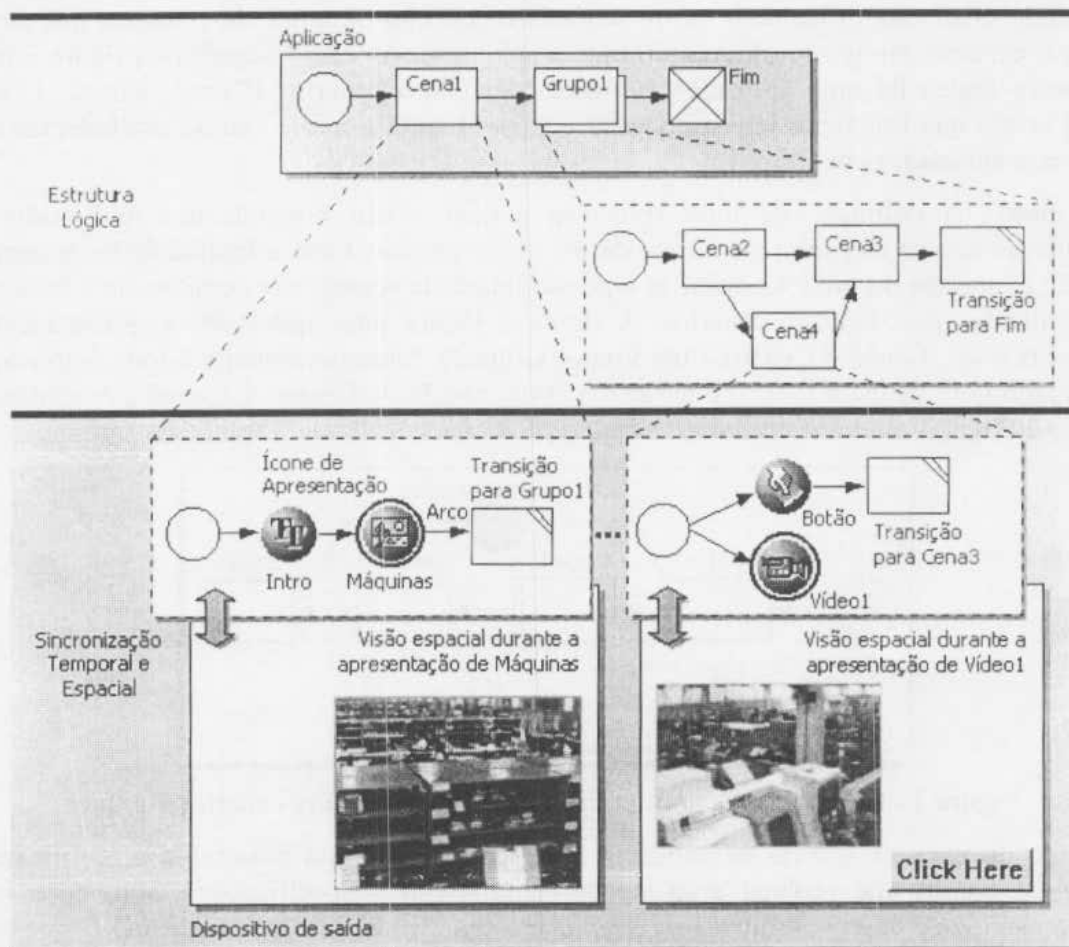 Aplicação
Cena1
Grupo1
Fim
Estrutura
Lógica
Cena2
Cena3
Transição
para Fim
Cena4
Ícone de
Apresentação
Arco
Transição
para Grupo1
Intro
Máquinas
Botão
Transição
para Cena3
Vídeo1
Sincronização
Temporal e
Espacial
Visão espacial durante a
apresentação de Máquinas
Visão espacial durante a
apresentação de Vídeo1
Click Here
Dispositivo de saída